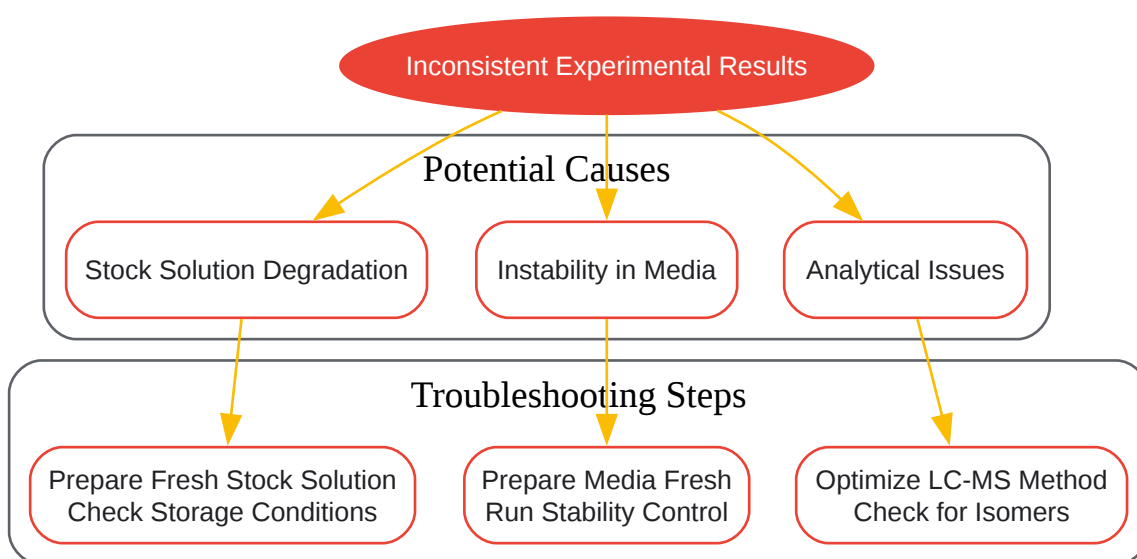 Inconsistent Experimental Results
Potential Causes
Stock Solution Degradation
Instability in Media
Analytical Issues
Troubleshooting Steps
Prepare Fresh Stock Solution
Check Storage Conditions
Prepare Media Fresh
Run Stability Control
Optimize LC-MS Method
Check for Isomers